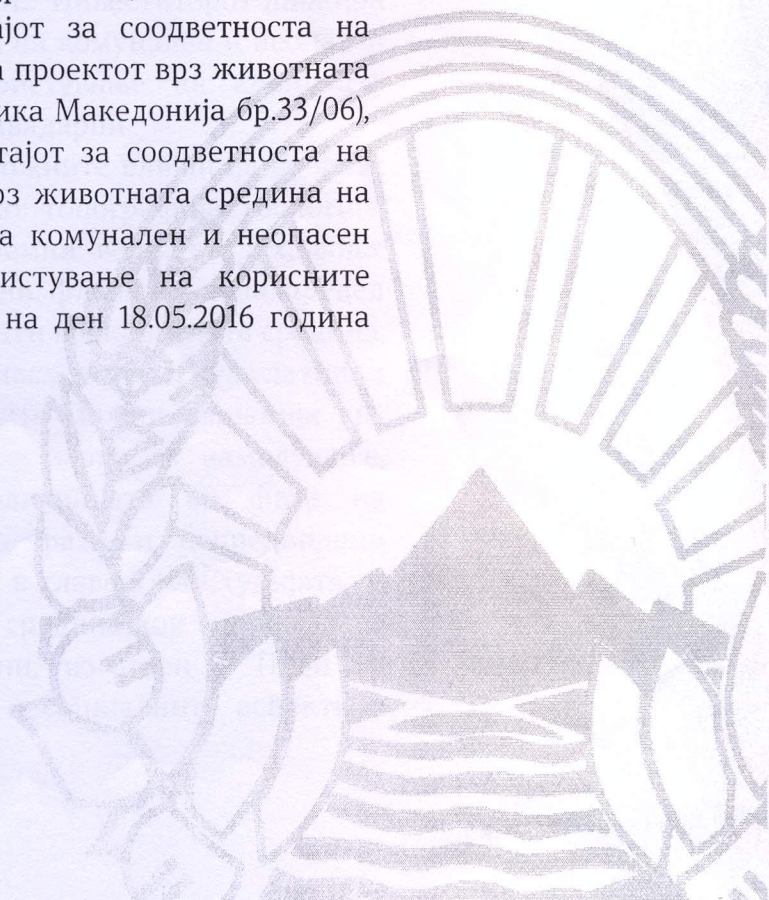 ајот за соодветноста на
а проектот врз животната
ика Македонија бр.33/06),
тајот за соодветноста на
рз животната средина на
а комунален и неопасен
истување на корисните
на ден 18.05.2016 година